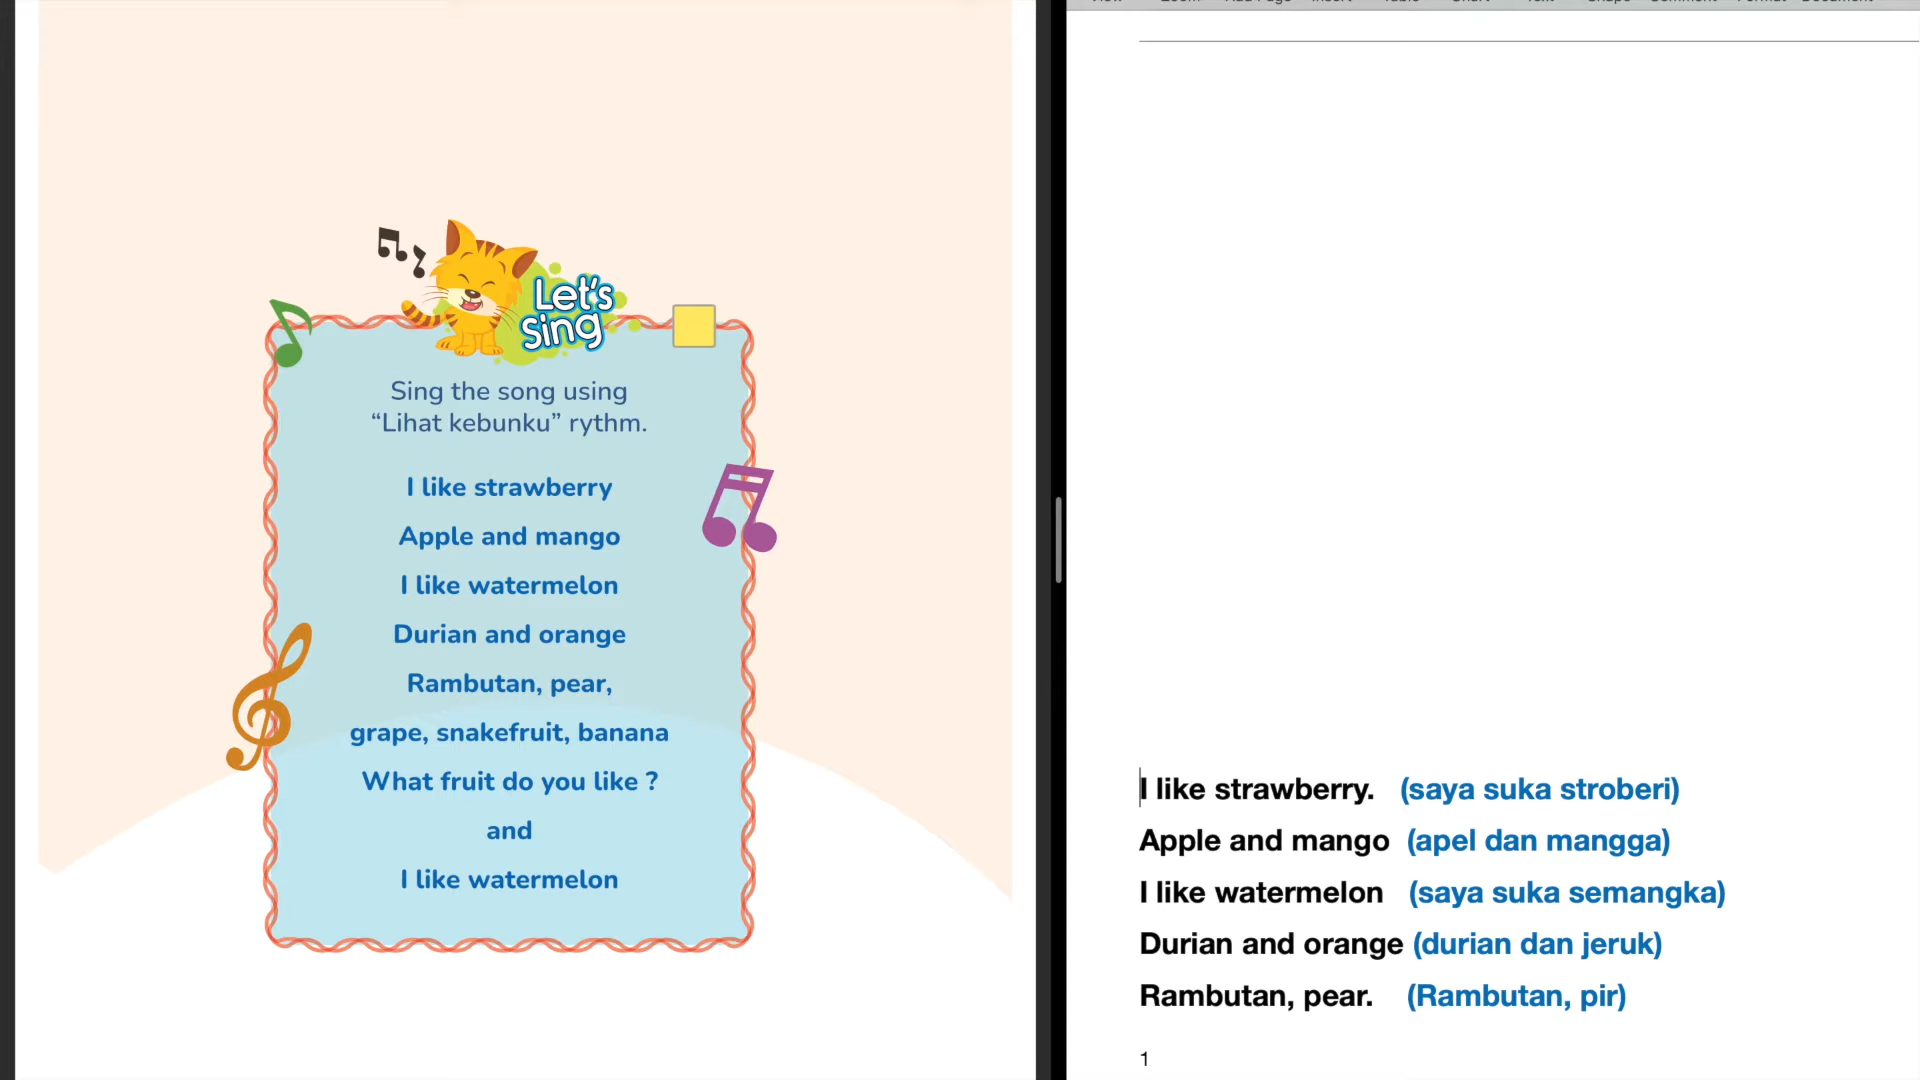 Let's
Sing
Sing the song using
“Lihat kebunku” rythm.
I like strawberry
Apple and mango
I like watermelon
Durian and orange
Rambutan, pear,
grape, snakefruit, banana
What fruit do you like ?
and
I like watermelon
I like strawberry. (saya suka stroberi)
Apple and mango (apel dan mangga)
I like watermelon (saya suka semangka)
Durian and orange (durian dan jeruk)
Rambutan, pear. (Rambutan, pir)
1